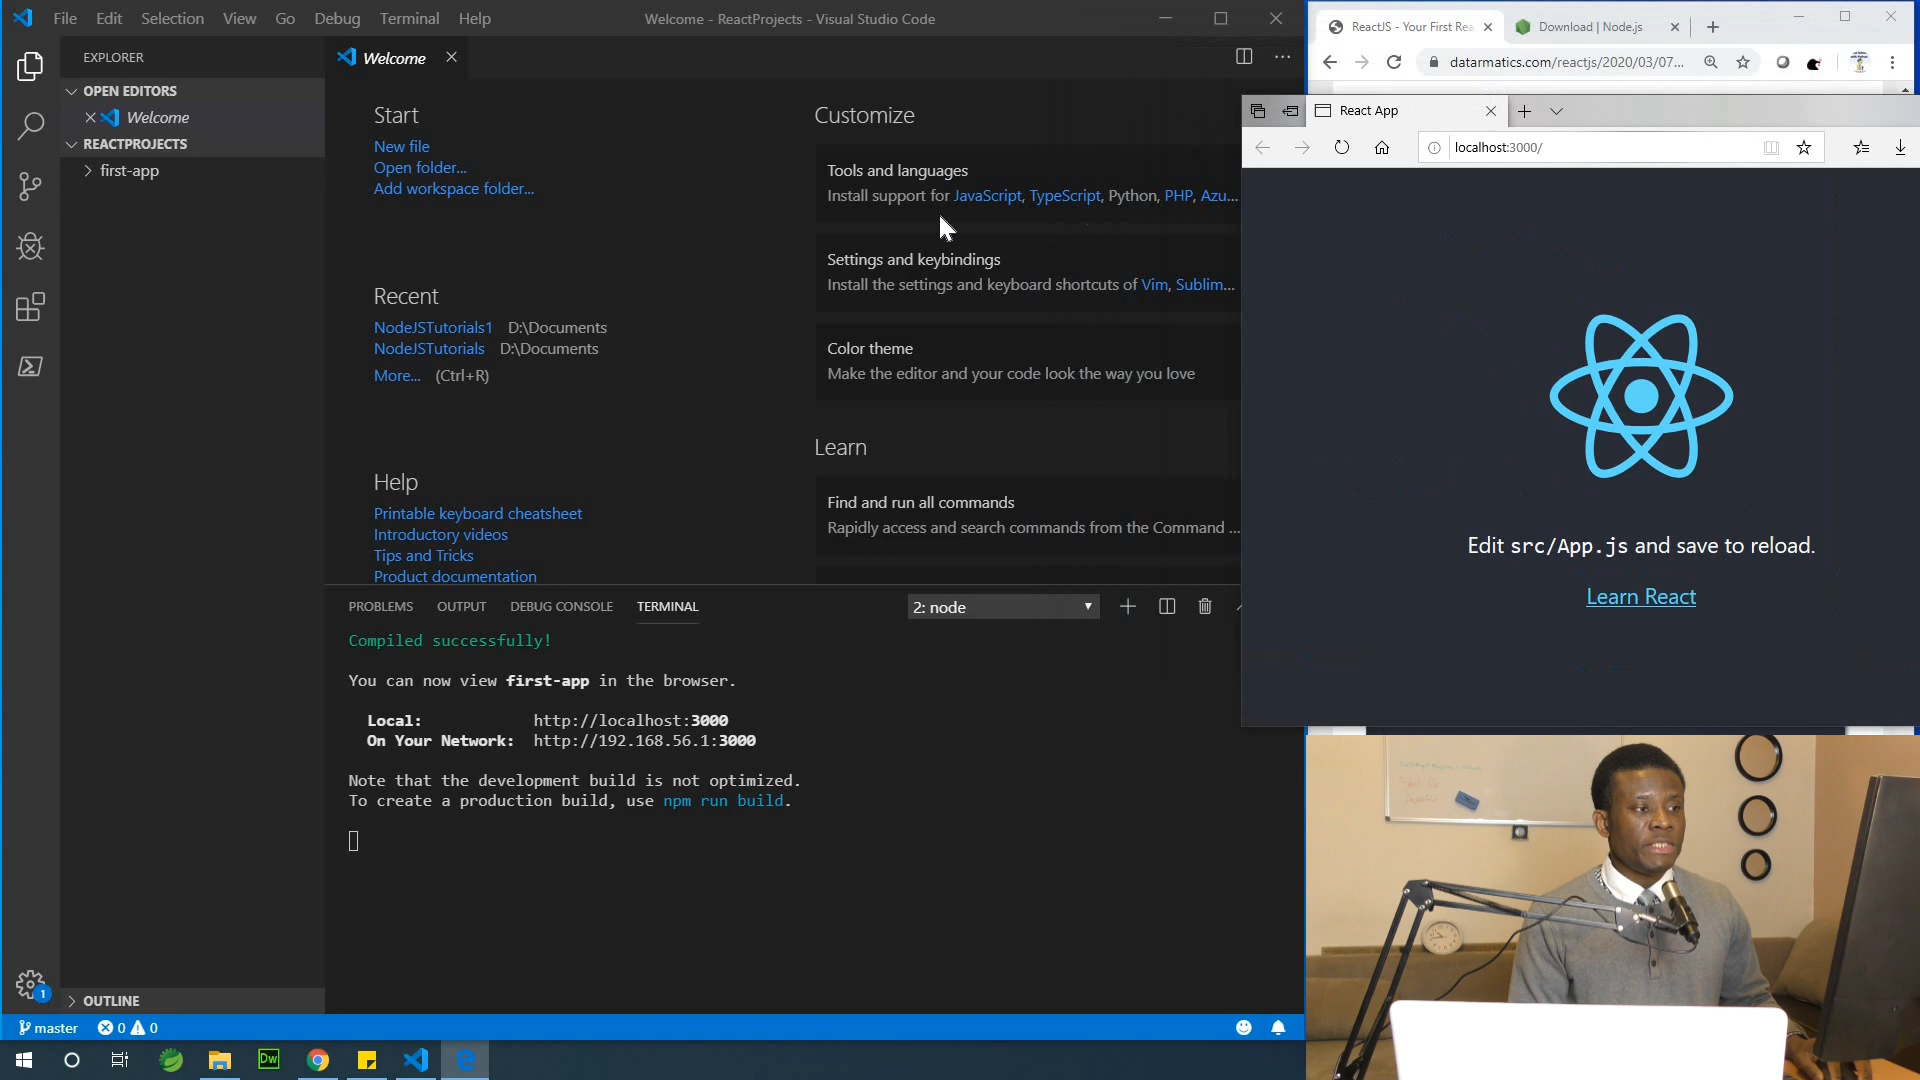 File Edit Selection View Go Debug Terminal Help
Welcome - ReactProjects - Visual Studio Code
EXPLORER
OPEN EDITORS
Welcome
REACTPROJECTS
first-app
OUTLINE
Welcome
Start
New file
Open folder...
Add workspace folder...
Recent
NodeJSTutorials1 D:\Documents
NodeJSTutorials D:\Documents
More... (Ctrl+R)
Help
Printable keyboard cheatsheet
Introductory videos
Tips and Tricks
Product documentation
Customize
Tools and languages
Install support for JavaScript, TypeScript, Python, PHP, Azu...
Settings and keybindings
Install the settings and keyboard shortcuts of Vim, Sublim...
Color theme
Make the editor and your code look the way you love
Learn
Find and run all commands
Rapidly access and search commands from the Command ...
PROBLEMS OUTPUT DEBUG CONSOLE TERMINAL
2: node
Compiled successfully!
You can now view first-app in the browser.
Local: http://localhost:3000
On Your Network: http://192.168.56.1:3000
Note that the development build is not optimized.
To create a production build, use npm run build.
1
master 0 0
Dw
ReactJS - Your First Rea
Download | Node.js
datarmatics.com/reactjs/2020/03/07...
React App
localhost:3000/
Edit src/App.js and save to reload.
Learn React